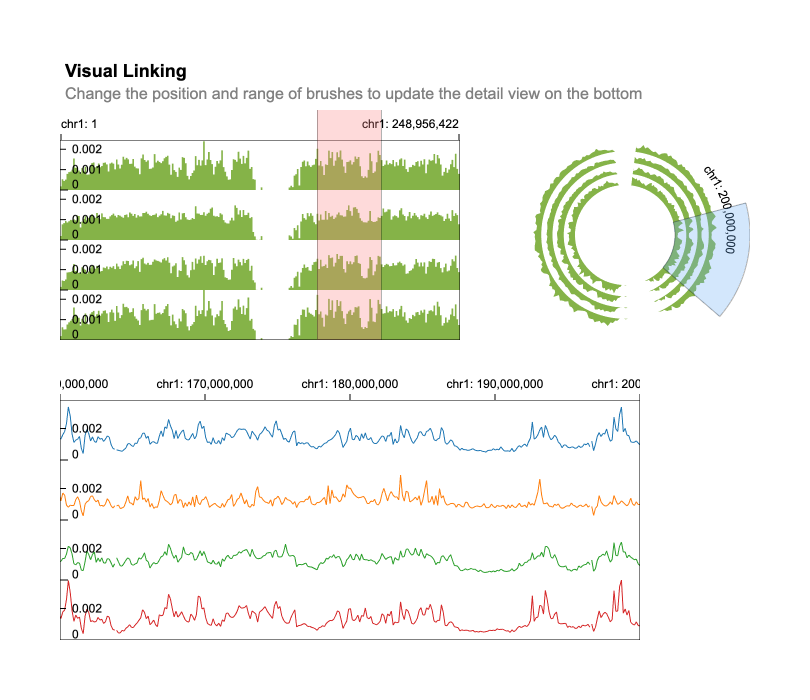 Visual Linking
Change the position and range of brushes to update the detail view on the bottom
chr1: 1
chr1: 248,956,422
0.002
0.001
0
0.002
0.001
0
0.002
0.001
0
0.002
0.001
0
chr1: 200,000,000
0,000,000
chr1: 170,000,000
chr1: 180,000,000
chr1: 190,000,000
chr1: 200
0.002
0
0.002
0
0.002
0
0.002
0